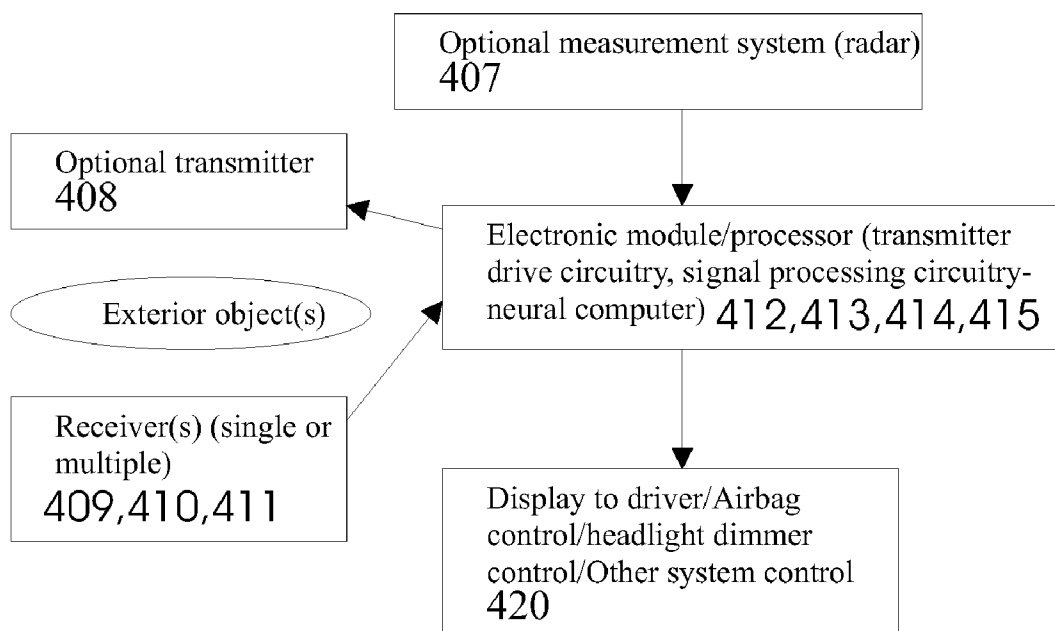 Optional measurement system (radar)
407
Optional transmitter
408
Electronic module/processor (transmitter
drive circuitry, signal processing circuitry-
neural computer) 412,413,414,415
Exterior object(s)
Receiver(s) (single or
multiple)
409,410,411
Display to driver/Airbag
control/headlight dimmer
control/Other system control
420